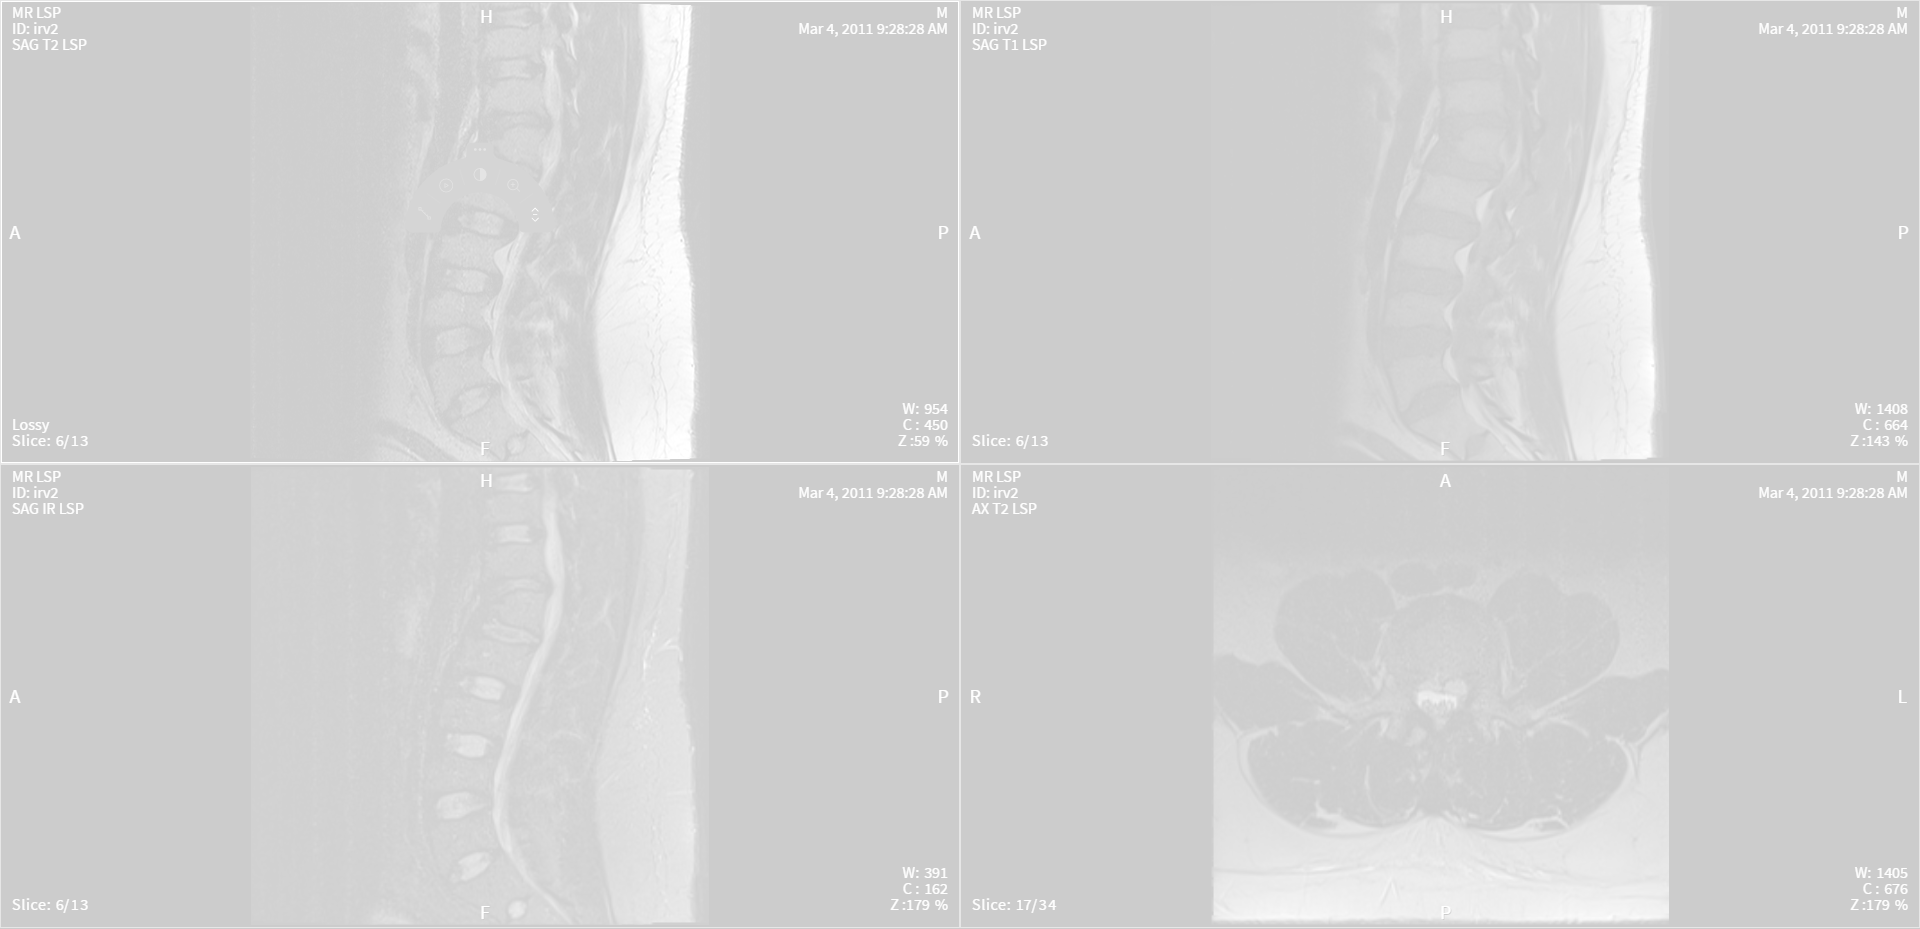 MR LSP
ID: irv2
SAG T2 LSP
H
M
Mar 4, 2011 9:28:28 AM
A
P
Lossy
Slice: 6/13
F
W: 954
C : 450
Z :59 %
MR LSP
ID: irv2
SAG T1 LSP
H
M
Mar 4, 2011 9:28:28 AM
A
P
Slice: 6/13
F
W: 1408
C : 664
Z :143 %
MR LSP
ID: irv2
SAG IR LSP
H
M
Mar 4, 2011 9:28:28 AM
A
P
Slice: 6/13
F
W: 391
C : 162
Z :179 %
MR LSP
ID: irv2
AX T2 LSP
A
M
Mar 4, 2011 9:28:28 AM
R
L
Slice: 17/34
P
W: 1405
C : 676
Z :179 %